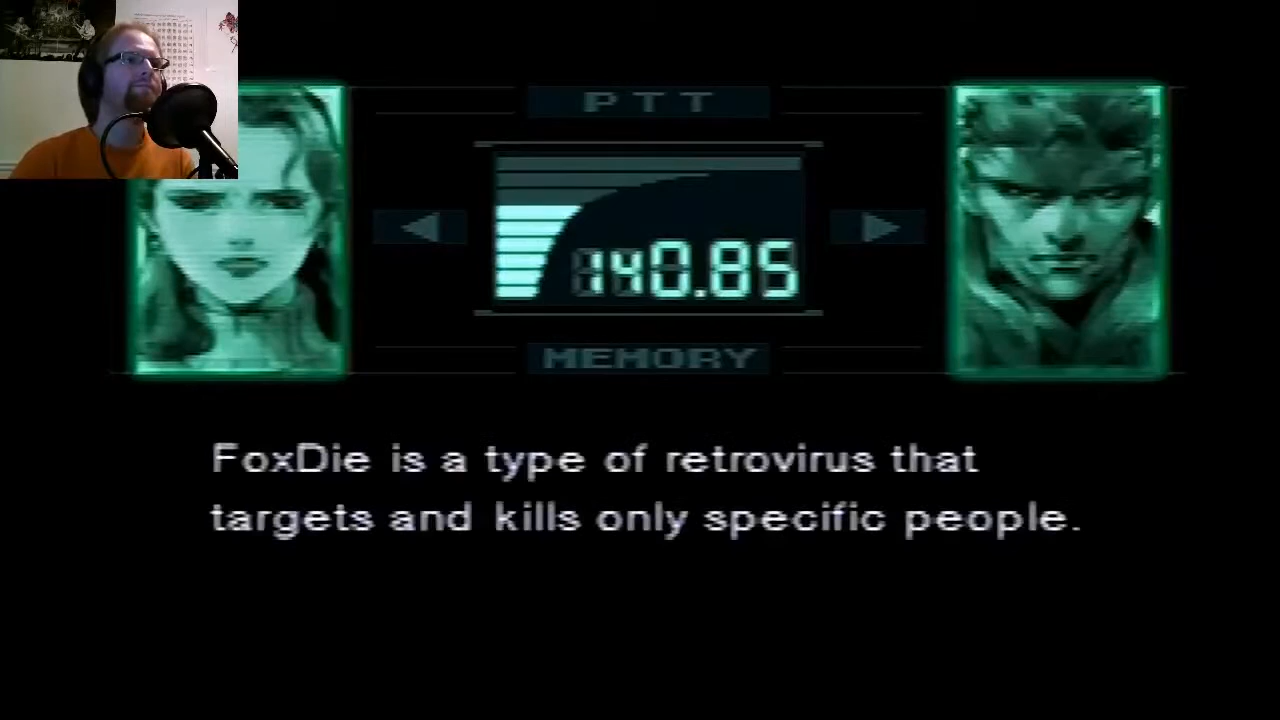 PTT
140.85
MEMORY
FoxDie is a type of retrovirus that
targets and kills only specific people.